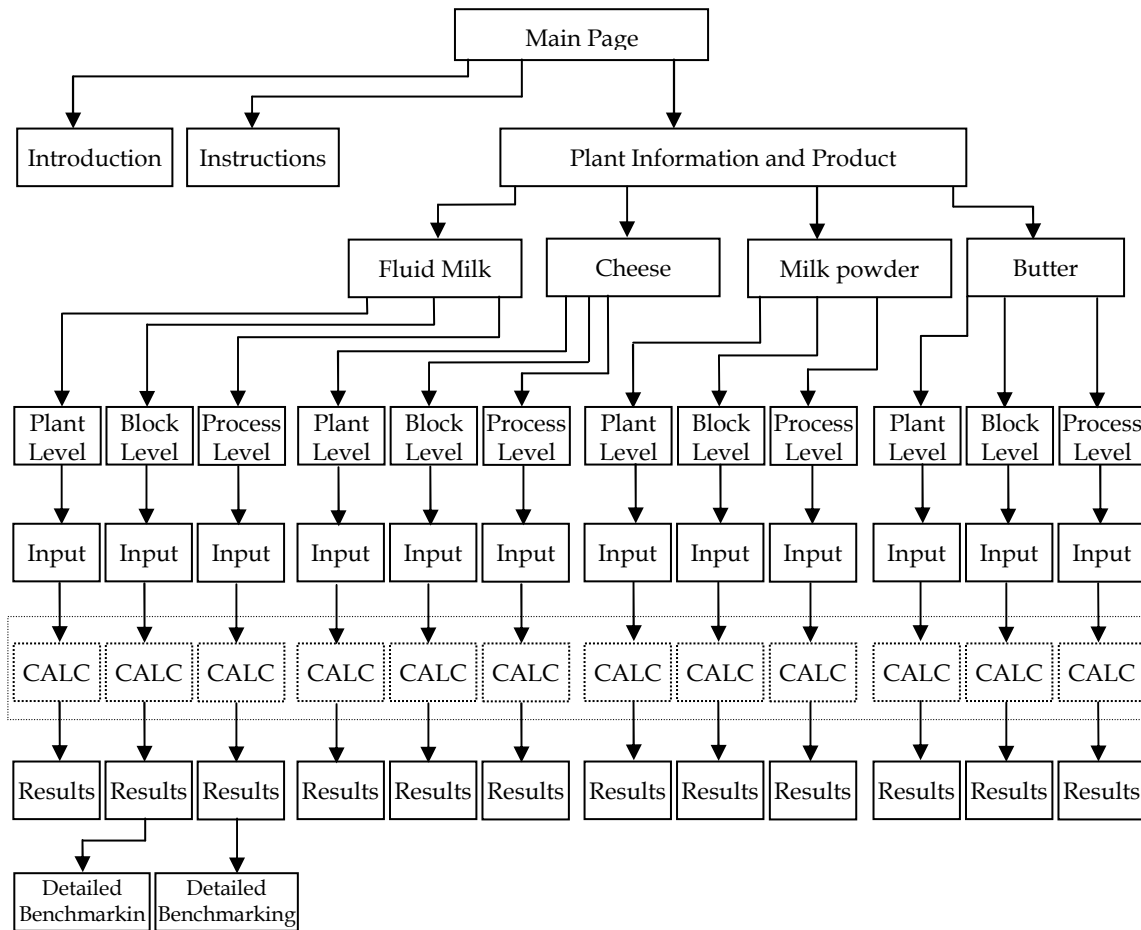 Main Page
Introduction
Instructions
Plant Information and Product
Fluid Milk
Cheese
Milk powder
Butter
Plant
Level
Block
Level
Process
Level
Plant
Level
Block
Level
Process
Level
Plant
Level
Block
Level
Process
Level
Plant
Level
Block
Level
Process
Level
Input
Input
Input
Input
Input
Input
Input
Input
Input
Input
Input
Input
CALC
CALC
CALC
CALC
CALC
CALC
CALC
CALC
CALC
CALC
CALC
CALC
Results
Results
Results
Results
Results
Results
Results
Results
Results
Results
Results
Results
Detailed
Benchmarkin
Detailed
Benchmarking